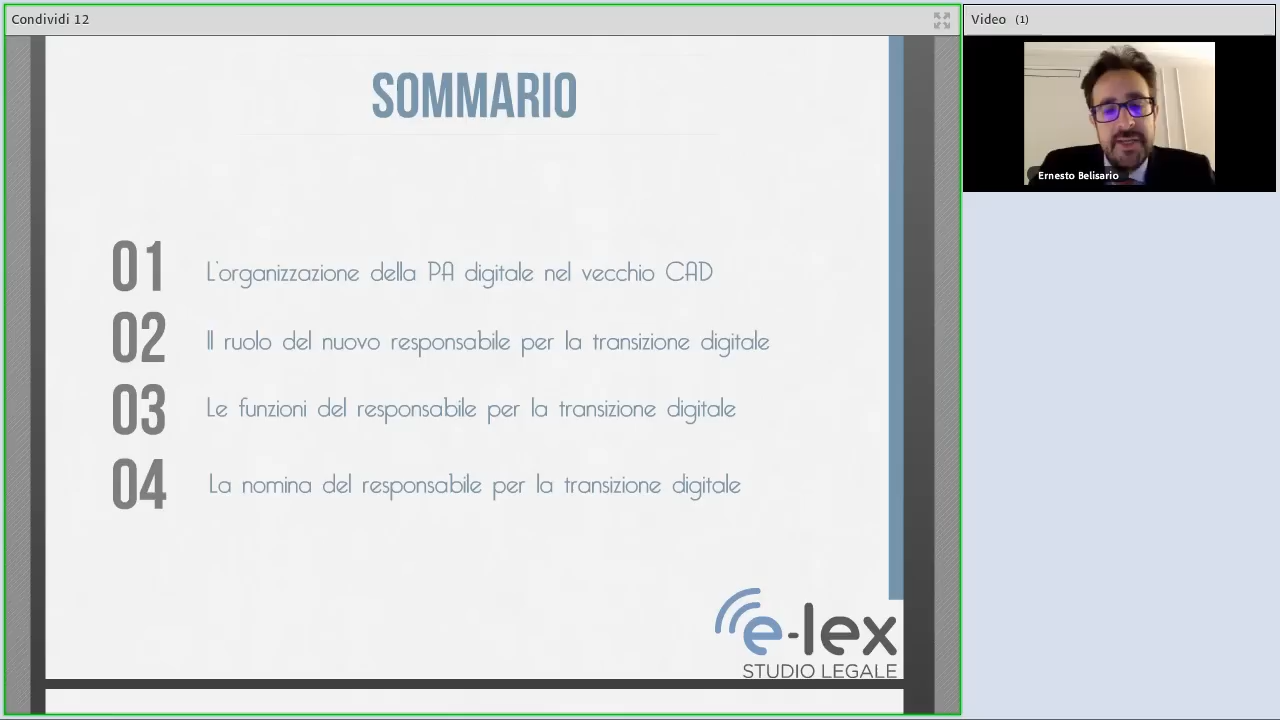 Condividi 12
Video (1)
SOMMARIO
Ernesto Belisario
01 L'organizzazione della PA digitale nel vecchio CAD
02 Il ruolo del nuovo responsabile per la transizione digitale
03 Le funzioni del responsabile per la transizione digitale
04 La nomina del responsabile per la transizione digitale
e-lex
STUDIO LEGALE